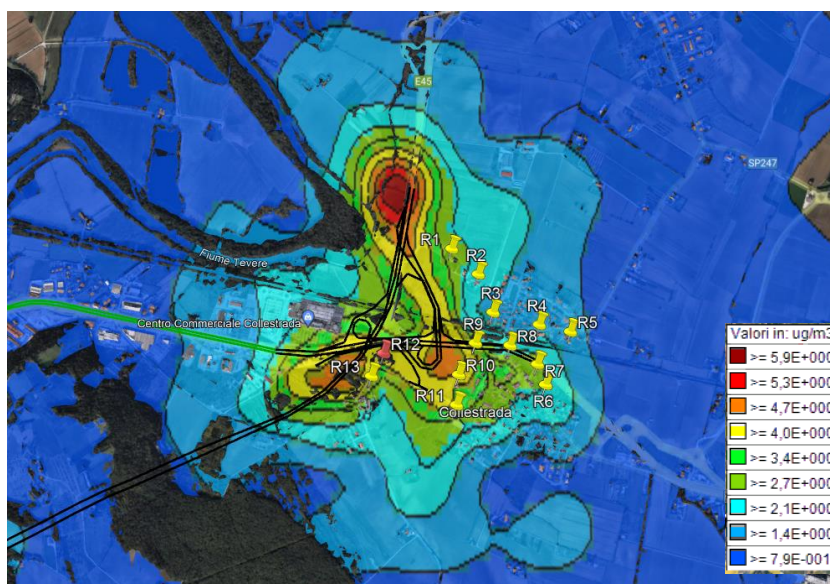 E45
SP247
R1
R2
Fiume Tevere
R3
R4
R5
Centro Commerciale Collestrada
R9
R8
R12
R13
R10
R7
R11
R6
Collestrada
Valori in: ug/m3
>= 5,9E+000
>= 5,3E+000
>= 4,7E+000
>= 4,0E+000
>= 3,4E+000
>= 2,7E+000
>= 2,1E+000
>= 1,4E+000
>= 7,9E-001